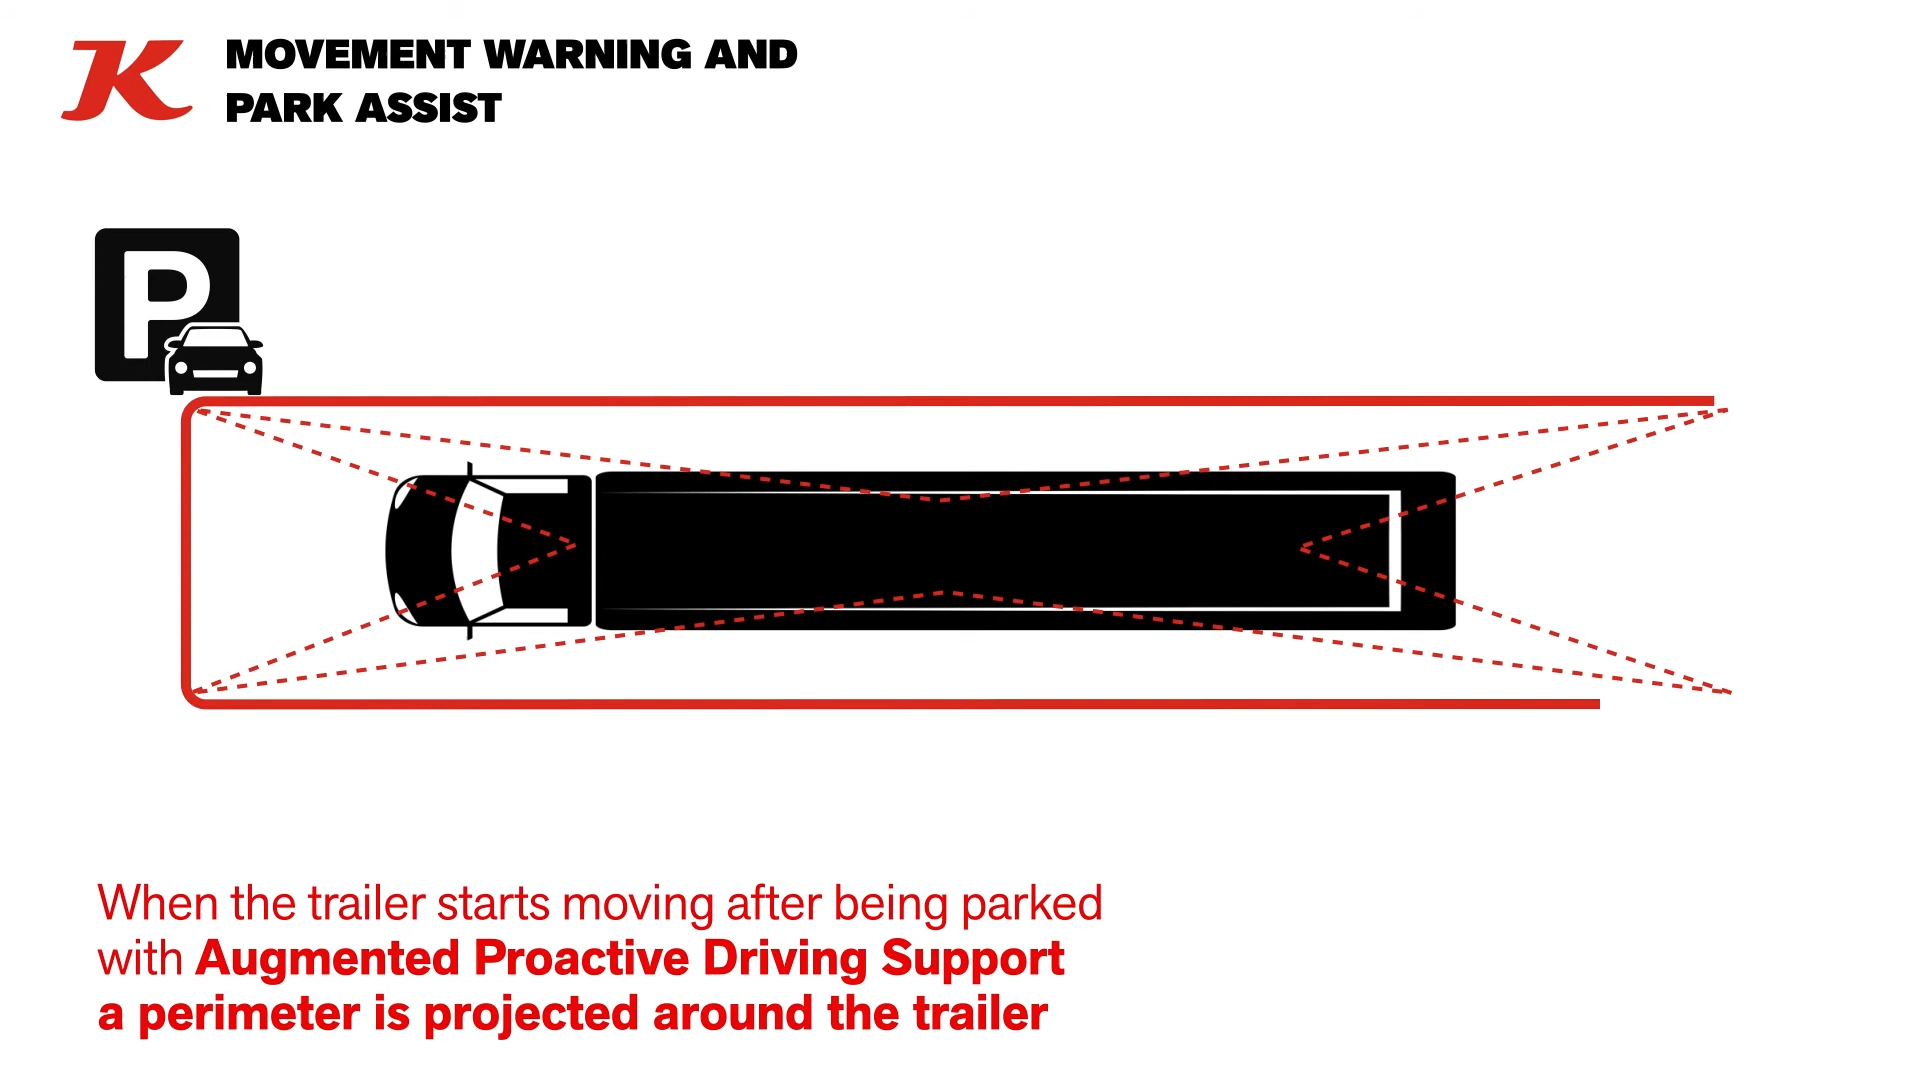 K
MOVEMENT WARNING AND
PARK ASSIST
P
When the trailer starts moving after being parked
with Augmented Proactive Driving Support
a perimeter is projected around the trailer